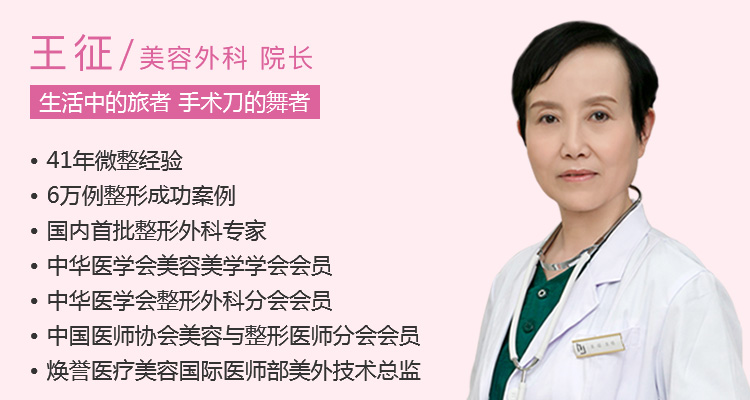 王征/美容外科 院长
生活中的旅者 手术刀的舞者
• 41年微整经验
• 6万例整形成功案例
• 国内首批整形外科专家
• 中华医学会美容美学学会会员
• 中华医学会整形外科分会会员
• 中国医师协会美容与整形医师分会会员
• 焕誉医疗美容国际医师部美外技术总监